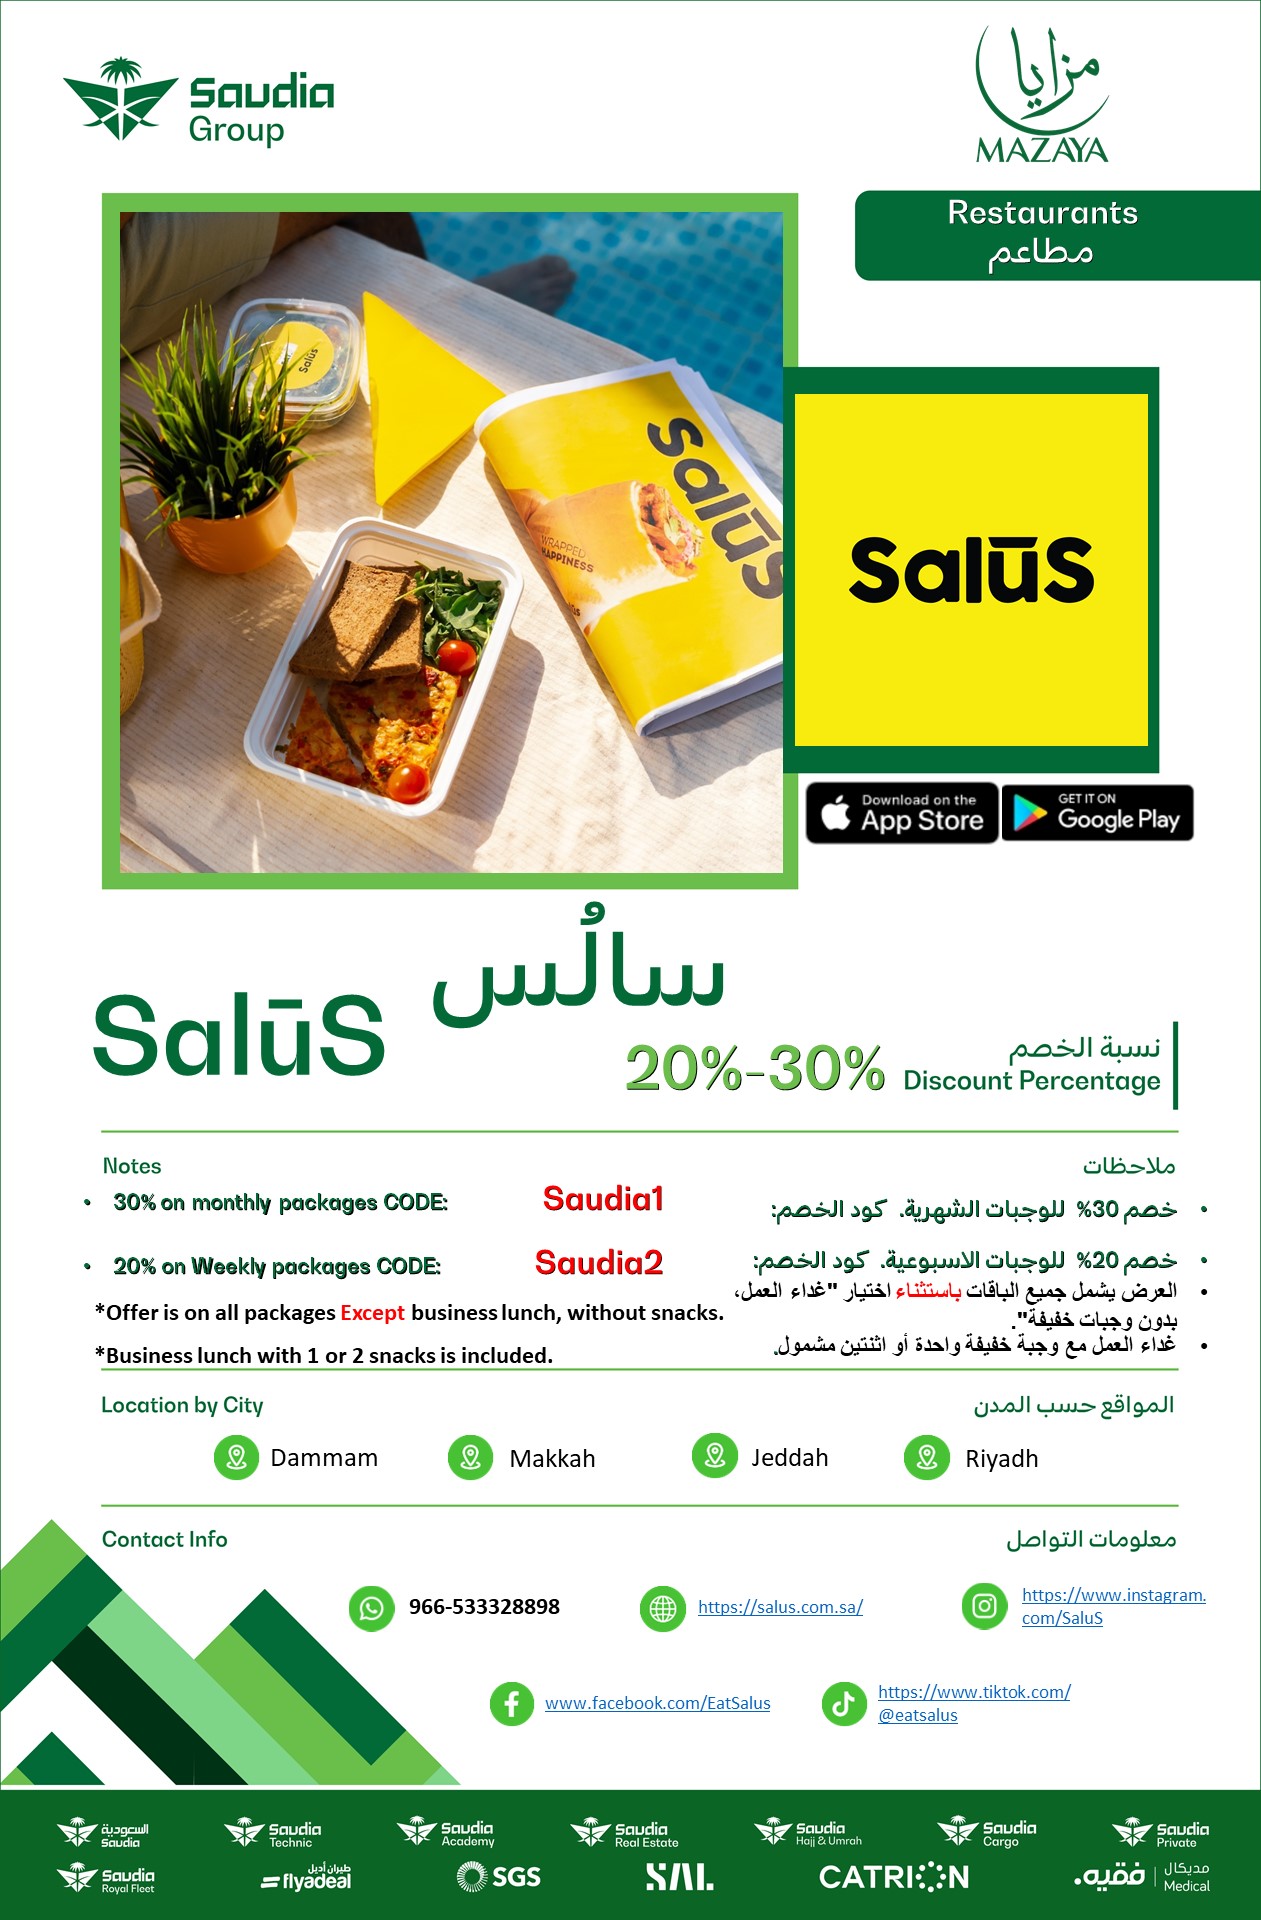 Saudia
Group
مزايا
MAZAYA
Restaurants
مطاعم
Salūs
Salūs
WRAPPED
HAPPINESS
SalūS
Download on the
App Store
GET IT ON
Google Play
سالُس
SalūS
20%-30%
نسبة الخصم
Discount Percentage
Notes
ملاحظات
• 30% on monthly packages CODE: Saudia1
• خصم 30% للوجبات الشهرية. كود الخصم:
• 20% on Weekly packages CODE: Saudia2
• خصم 20% للوجبات الاسبوعية. كود الخصم:
*Offer is on all packages Except business lunch, without snacks.
• العرض يشمل جميع الباقات باستثناء اختيار "غداء العمل،
بدون وجبات خفيفة".
*Business lunch with 1 or 2 snacks is included.
• غداء العمل مع وجبة خفيفة واحدة أو اثنتين مشمول.
Location by City
المواقع حسب المدن
Dammam
Makkah
Jeddah
Riyadh
Contact Info
معلومات التواصل
966-533328898
https://salus.com.sa/
https://www.instagram.
com/SaluS
www.facebook.com/EatSalus
https://www.tiktok.com/
@eatsalus
السعودية
Saudia
Saudia
Technic
Saudia
Academy
Saudia
Real Estate
Saudia
Hajj & Umrah
Saudia
Cargo
Saudia
Private
Saudia
Royal Fleet
طيران أديل
flyadeal
SGS
SAL
CATRION
فقيه.
مديكال
Medical